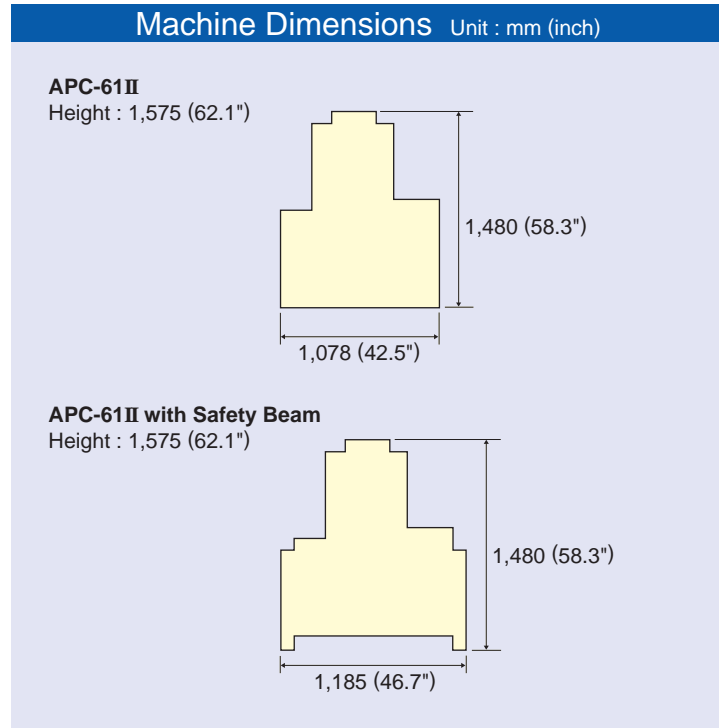 Machine Dimensions Unit : mm (inch)
APC-61Ⅱ
Height : 1,575 (62.1")
1,480 (58.3")
1,078 (42.5")
APC-61Ⅱ with Safety Beam
Height : 1,575 (62.1")
1,480 (58.3")
1,185 (46.7")